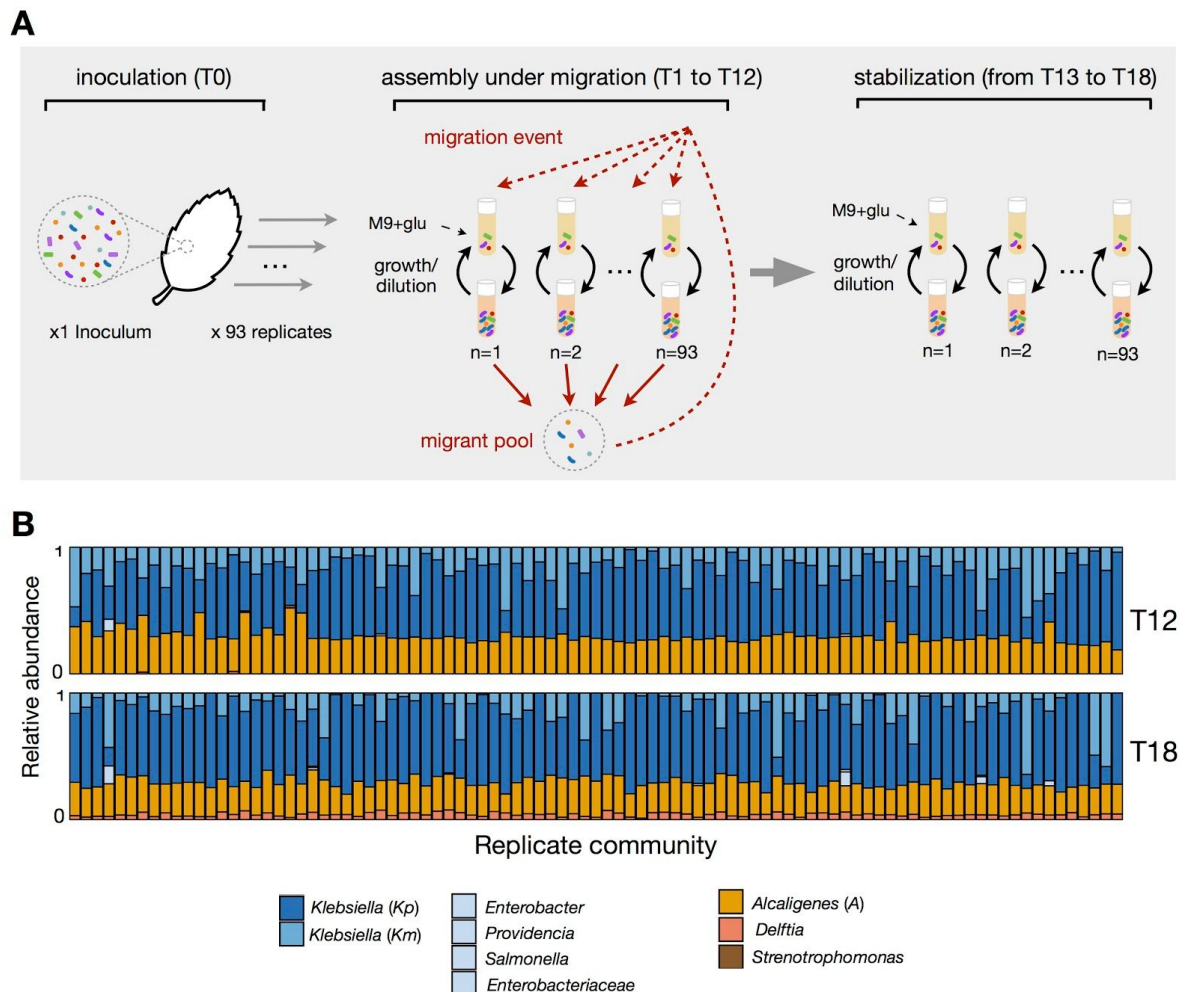 A
inoculation (T0)
assembly under migration (T1 to T12)
stabilization (from T13 to T18)
migration event
M9+glu
M9+glu
growth/
dilution
growth/
dilution
...
...
...
x1 Inoculum
x 93 replicates
n=1
n=2
n=93
n=1
n=2
n=93
migrant pool
B
Relative abundance
1
0
T12
1
0
T18
Replicate community
Klebsiella (Kp)
Klebsiella (Km)
Enterobacter
Providencia
Salmonella
Enterobacteriaceae
Alcaligenes (A)
Delftia
Strenotrophomonas